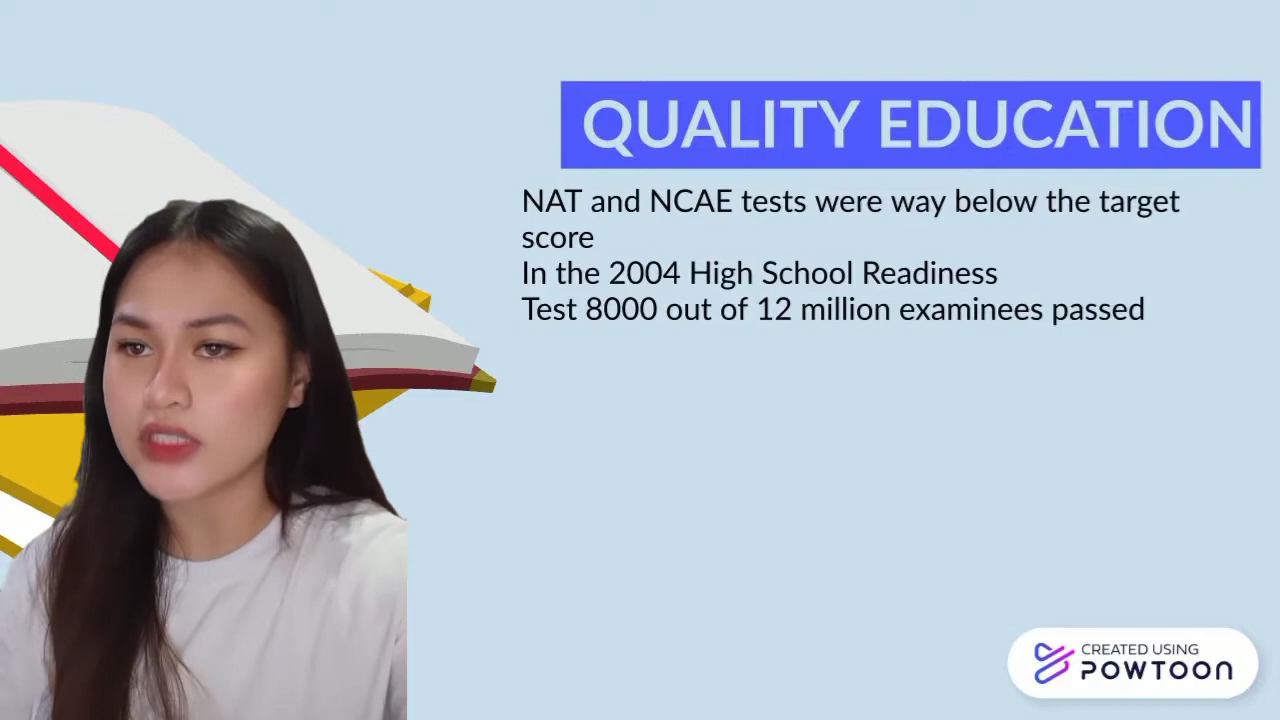 QUALITY EDUCATION
NAT and NCAE tests were way below the target
score
In the 2004 High School Readiness
Test 8000 out of 12 million examinees passed
CREATED USING
POWTOON